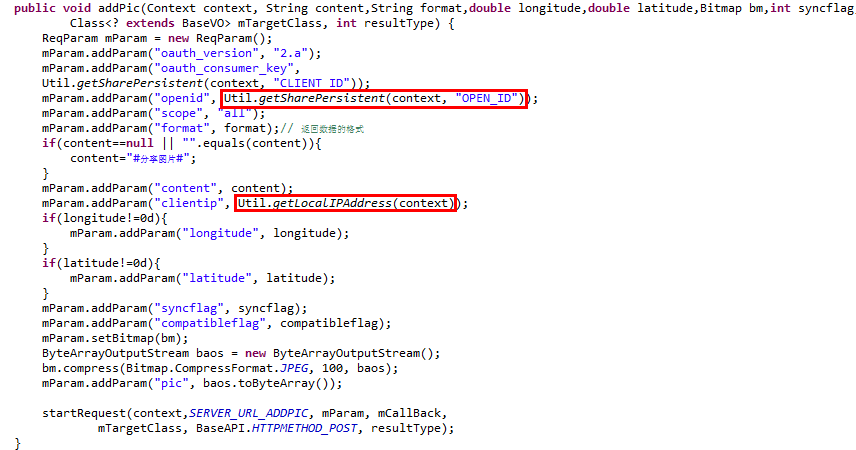 public void addPic(Context context, String content,String format,double longitude,double latitude,Bitmap bm,int syncflag
Class<? extends BaseVO> mTargetClass, int resultType) {
ReqParam mParam = new ReqParam();
mParam.addParam("oauth_version", "2.a");
mParam.addParam("oauth_consumer_key",
Util.getSharePersistent(context, "CLIENT_ID"));
mParam.addParam("openid", Util.getSharePersistent(context, "OPEN_ID"));
mParam.addParam("scope", "all");
mParam.addParam("format", format);// 返回数据的格式
if(content==null || "".equals(content)){
content="#分享图片#";
}
mParam.addParam("content", content);
mParam.addParam("clientip", Util.getLocalIPAddress(context));
if(longitude!=0d){
mParam.addParam("longitude", longitude);
}
if(latitude!=0d){
mParam.addParam("latitude", latitude);
}
mParam.addParam("syncflag", syncflag);
mParam.addParam("compatibleflag", compatibleflag);
mParam.setBitmap(bm);
ByteArrayOutputStream baos = new ByteArrayOutputStream();
bm.compress(Bitmap.CompressFormat.JPEG, 100, baos);
mParam.addParam("pic", baos.toByteArray());
startRequest(context,SERVER_URL_ADDPIC, mParam, mCallBack,
mTargetClass, BaseAPI.HTTPMETHOD_POST, resultType);
}